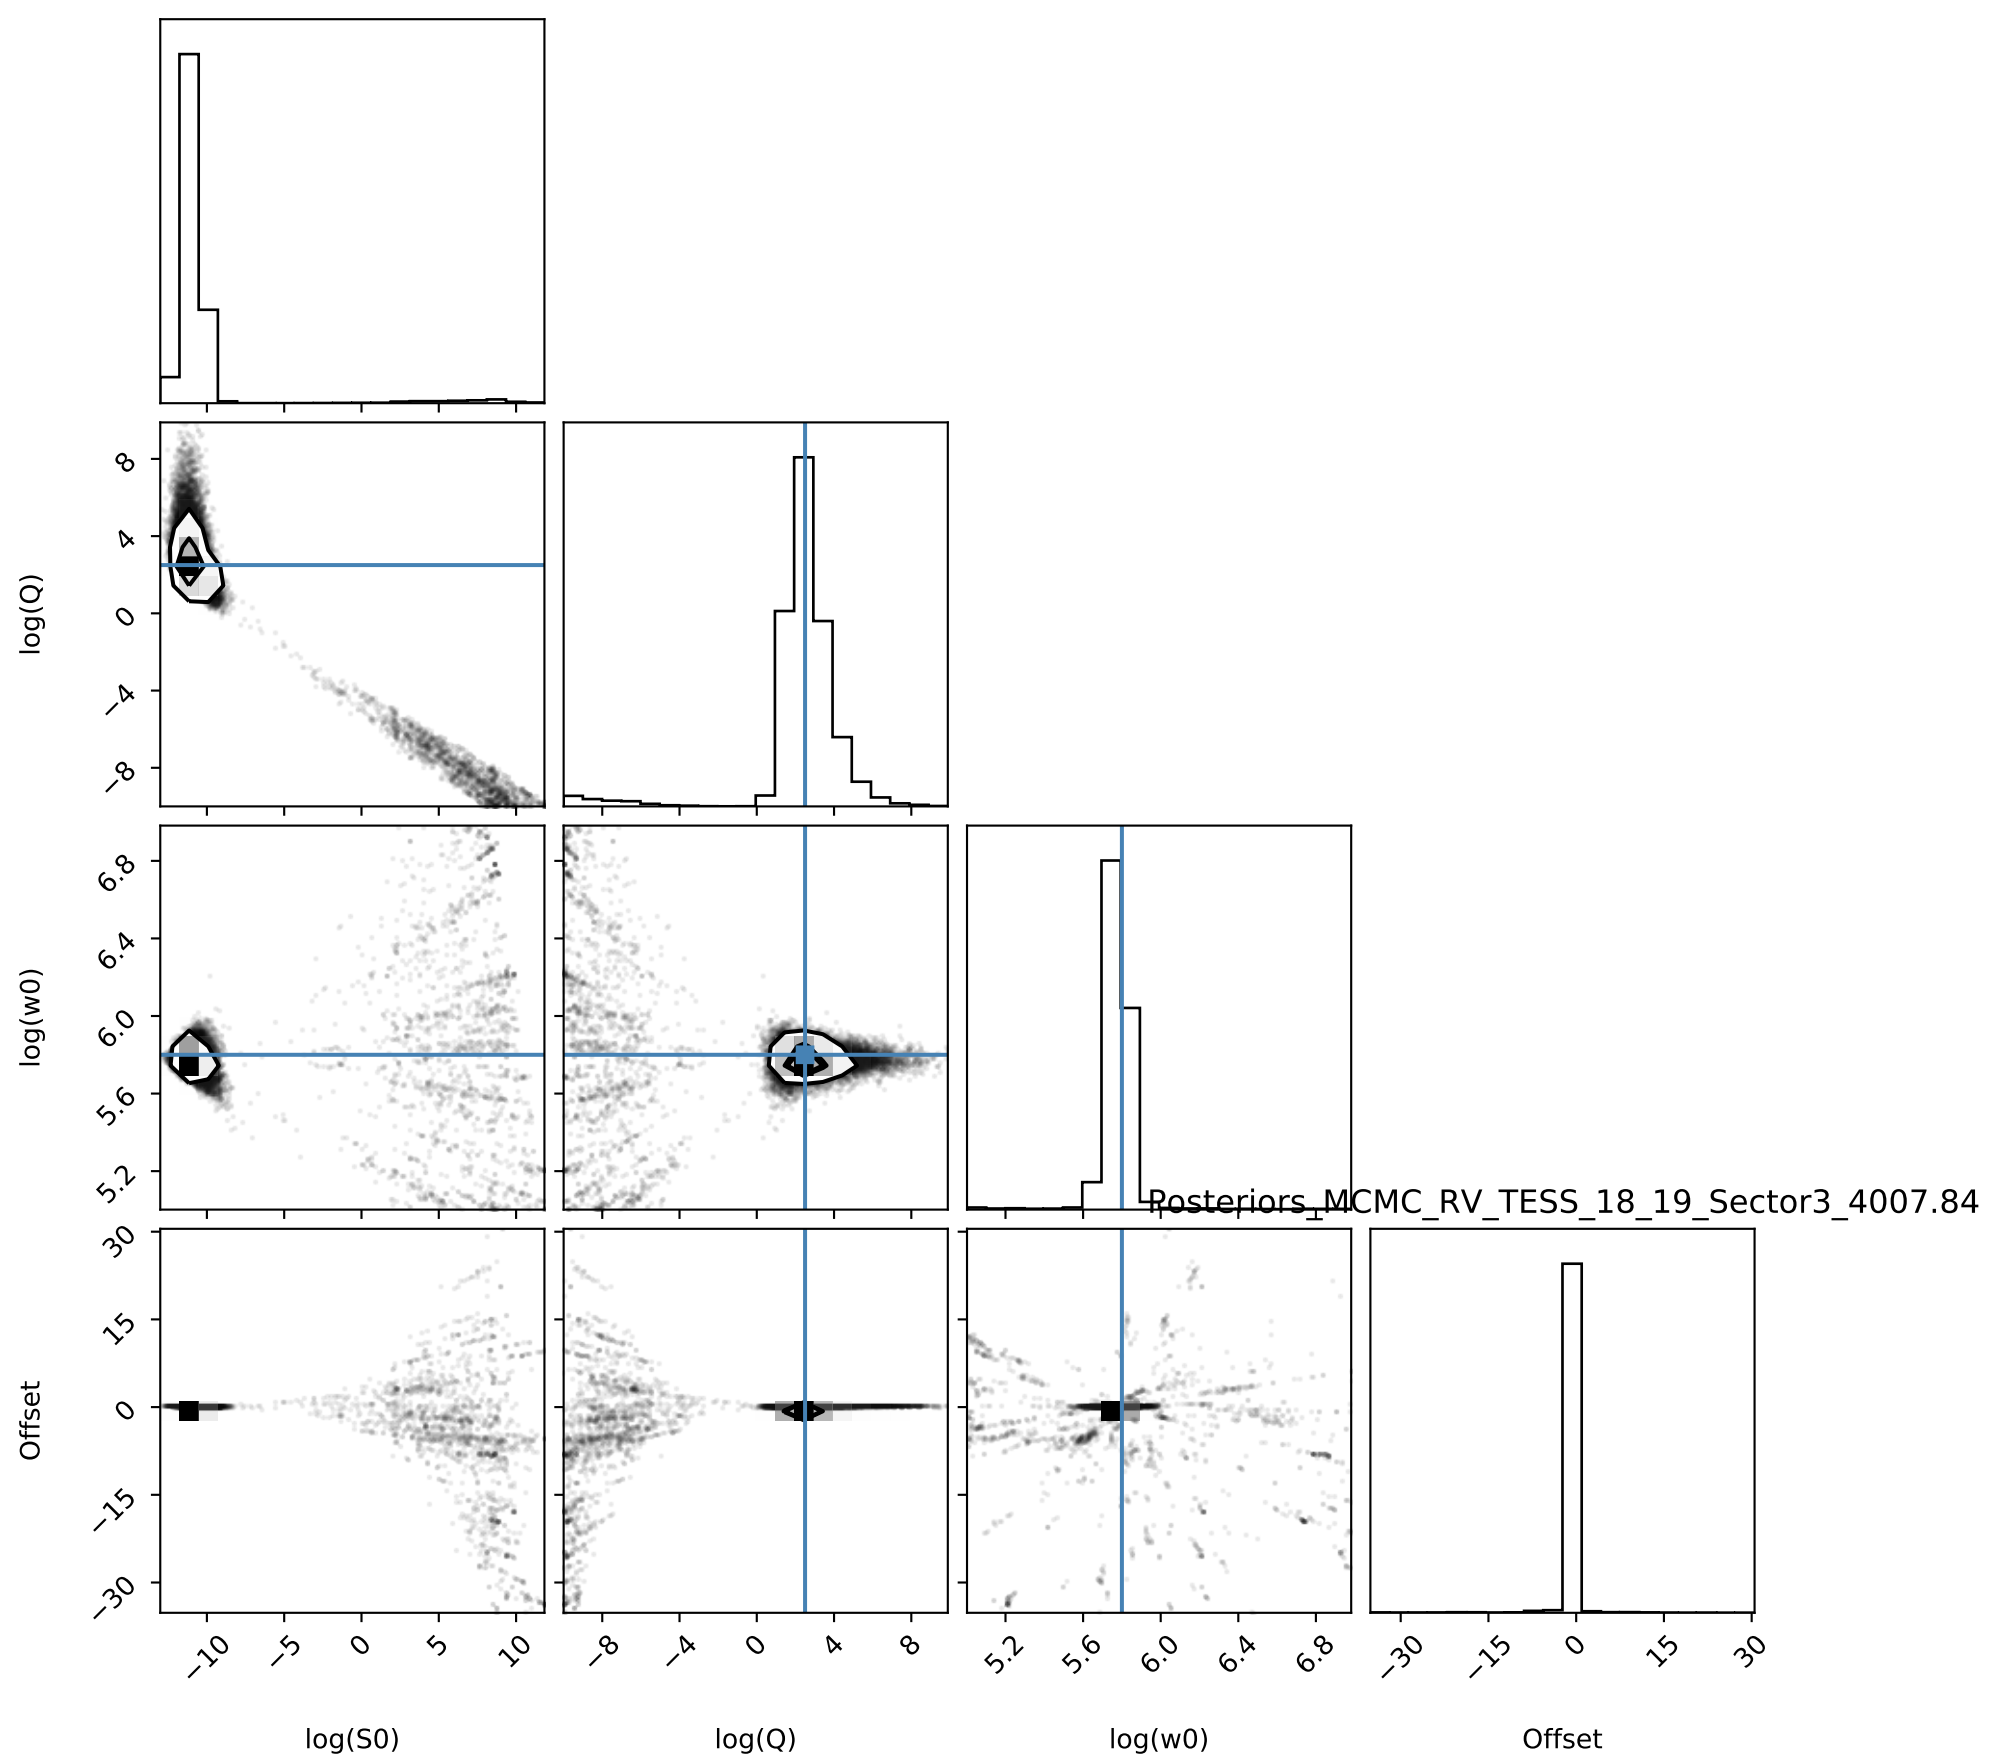 8
4
0
−4
−8
log(Q)
6.8
6.4
6.0
5.6
5.2
log(w0)
Posteriors_MCMC_RV_TESS_18_19_Sector3_4007.84
30
15
0
−15
−30
Offset
−10 −5 0 5 10
−8 −4 0 4 8
5.2 5.6 6.0 6.4 6.8
−30 −15 0 15 30
log(S0)
log(Q)
log(w0)
Offset